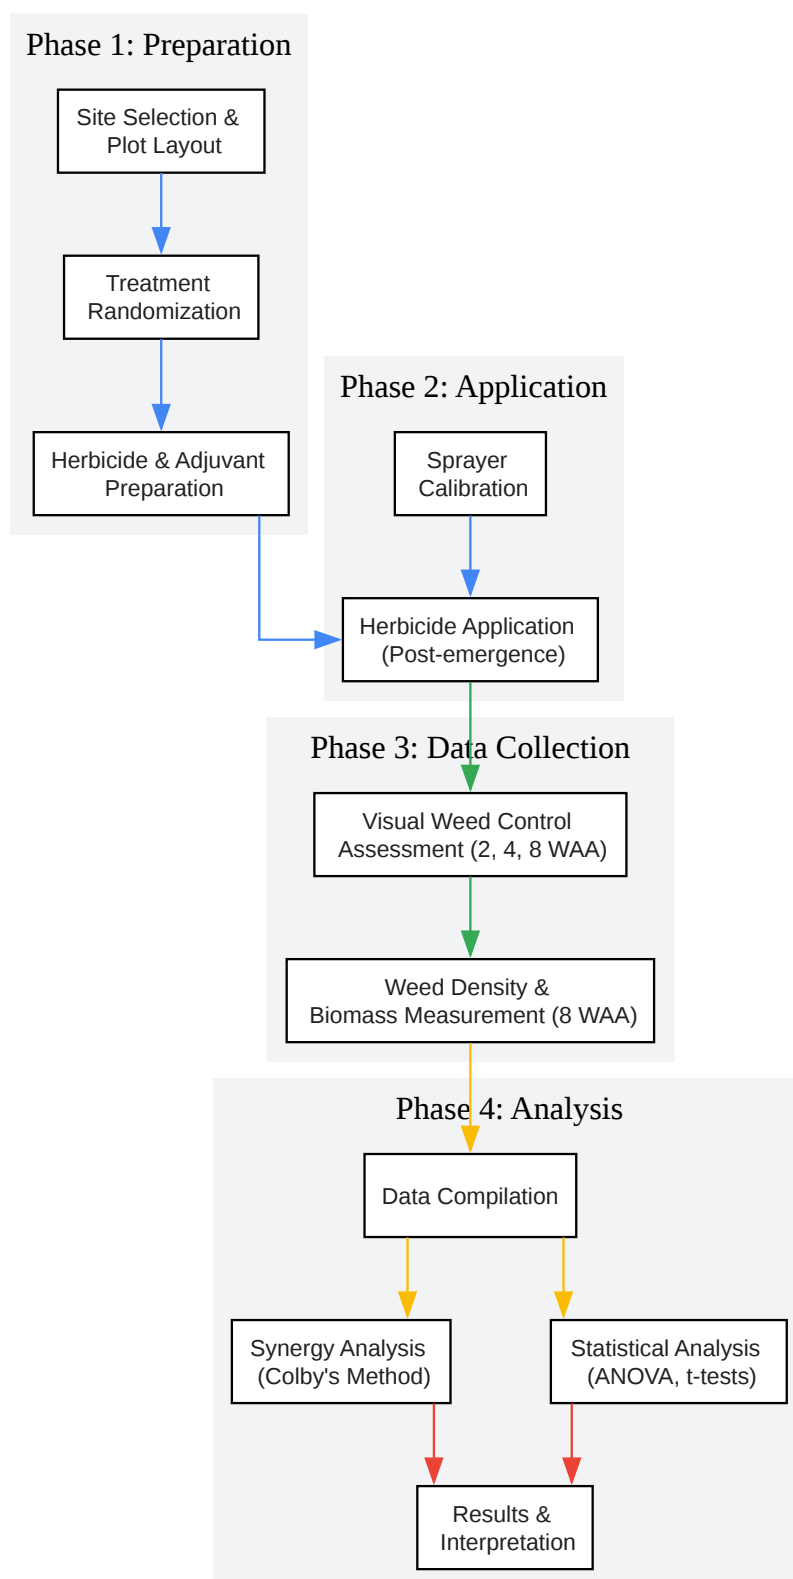 Phase 1: Preparation
Site Selection &
Plot Layout
Treatment
Randomization
Herbicide & Adjuvant
Preparation
Phase 2: Application
Sprayer
Calibration
Herbicide Application
(Post-emergence)
Phase 3: Data Collection
Visual Weed Control
Assessment (2, 4, 8 WAA)
Weed Density &
Biomass Measurement (8 WAA)
Phase 4: Analysis
Data Compilation
Synergy Analysis
(Colby's Method)
Statistical Analysis
(ANOVA, t-tests)
Results &
Interpretation